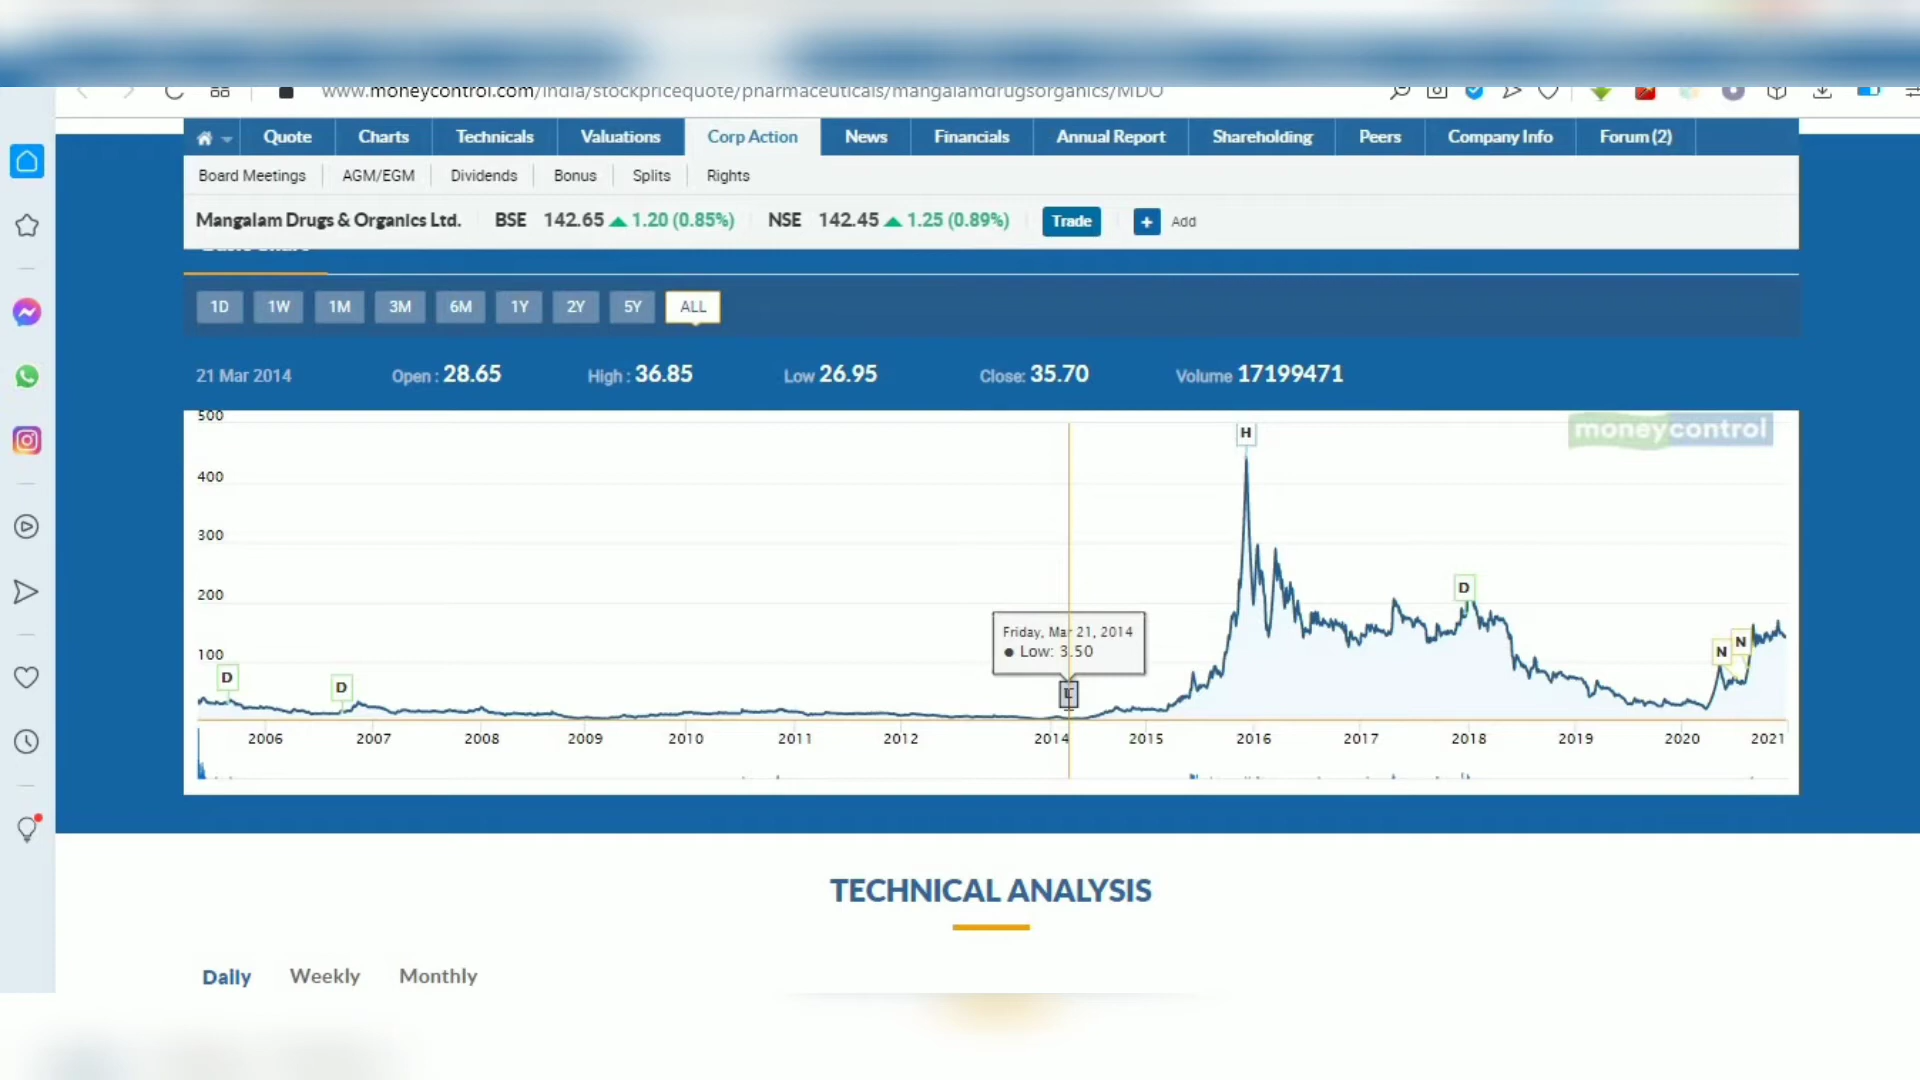 www.moneycontrol.com/india/stockpricequote/pharmaceuticals/mangalamdrugsorganics/MDO
Quote Charts Technicals Valuations Corp Action News Financials Annual Report Shareholding Peers Company Info Forum (2)
Board Meetings AGM/EGM Dividends Bonus Splits Rights
Mangalam Drugs & Organics Ltd. BSE 142.65 1.20 (0.85%) NSE 142.45 1.25 (0.89%) Trade + Add
1D 1W 1M 3M 6M 1Y 2Y 5Y ALL
21 Mar 2014 Open : 28.65 High : 36.85 Low 26.95 Close: 35.70 Volume 17199471
500
moneycontrol
H
400
300
D
200
Friday, Mar 21, 2014
Low: 3.50
N N
100
D D L
2006 2007 2008 2009 2010 2011 2012 2014 2015 2016 2017 2018 2019 2020 2021
TECHNICAL ANALYSIS
Daily Weekly Monthly